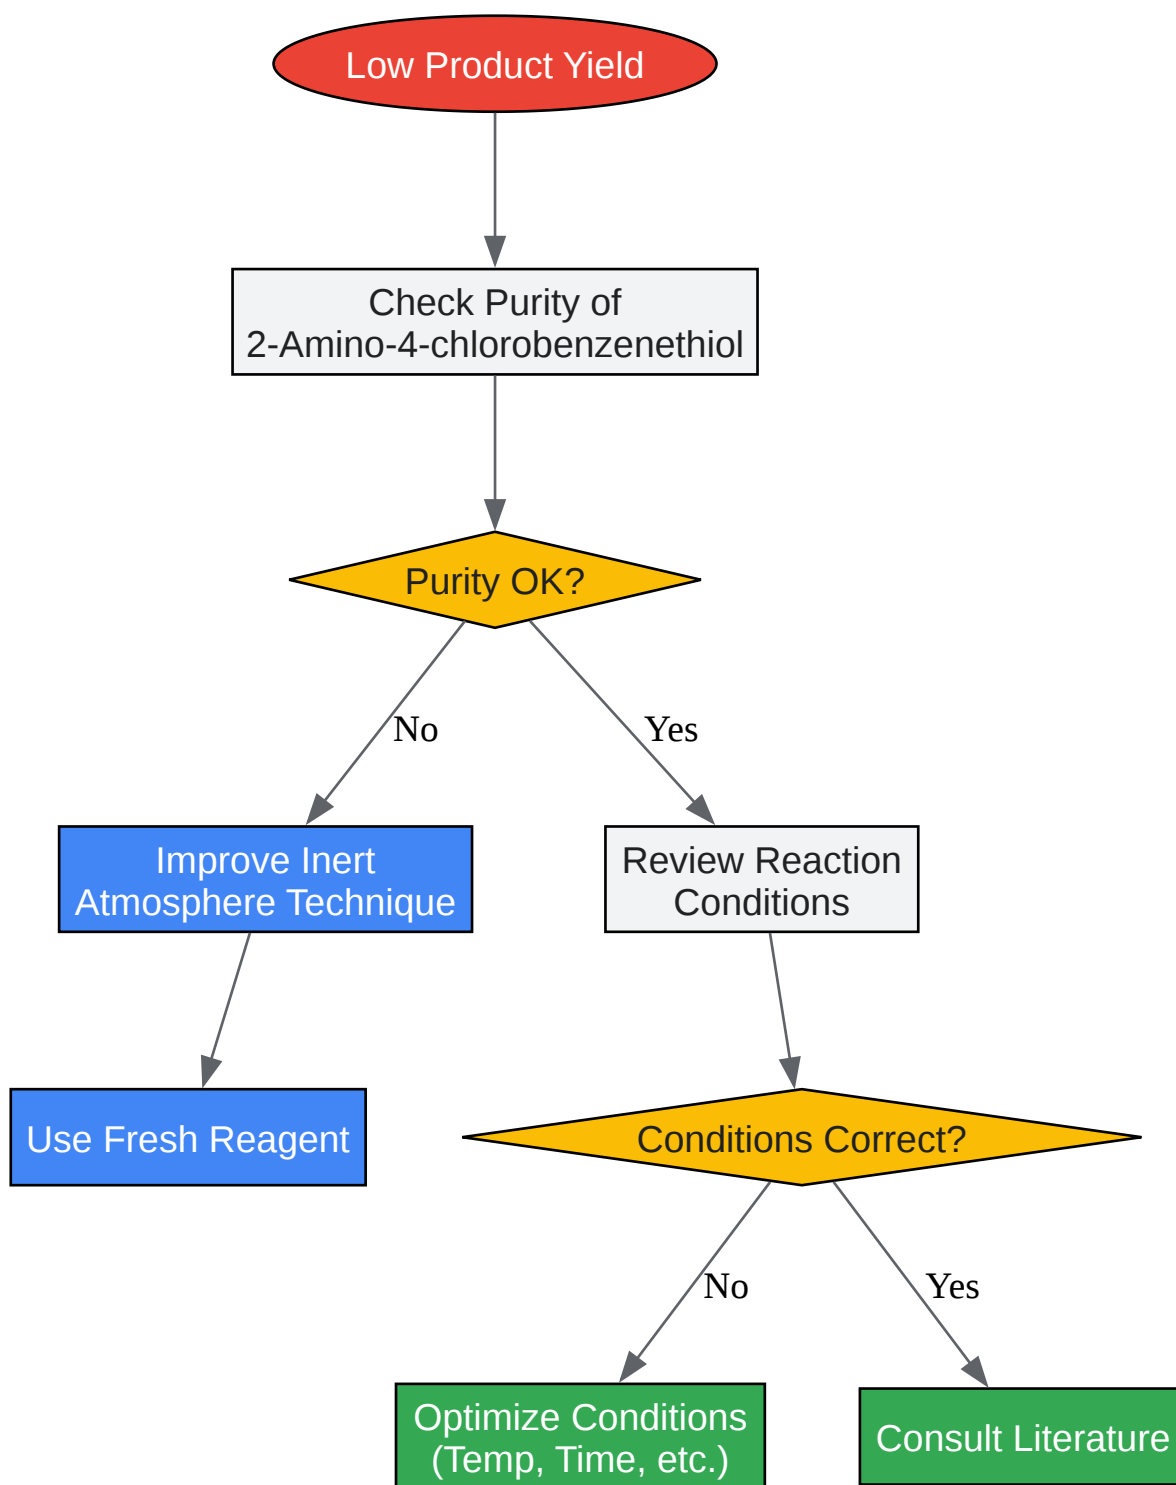 Low Product Yield
Check Purity of
2-Amino-4-chlorobenzenethiol
Purity OK?
No
Yes
Improve Inert
Atmosphere Technique
Review Reaction
Conditions
Use Fresh Reagent
Conditions Correct?
No
Yes
Optimize Conditions
(Temp, Time, etc.)
Consult Literature